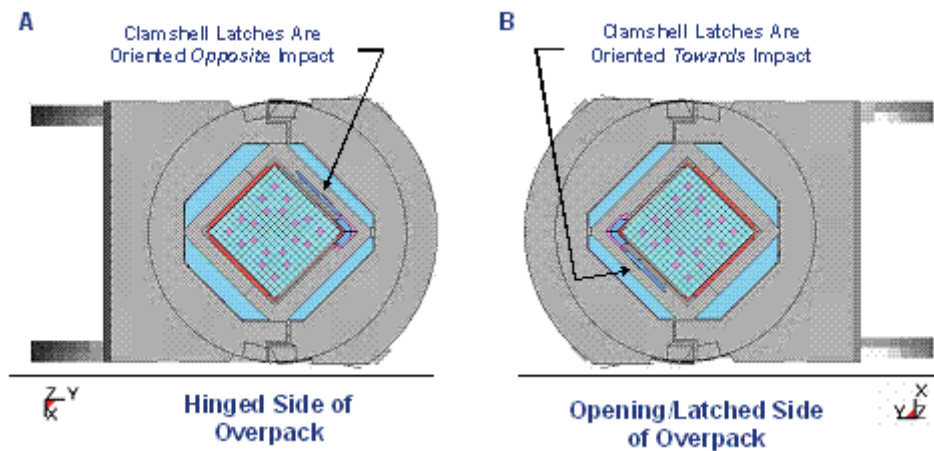 A
Clamshell Latches Are
Oriented Opposite Impact
B
Clamshell Latches Are
Oriented Towards Impact
Z Y
X
Hinged Side of
Overpack
Opening/Latched Side
of Overpack
X
Y Z